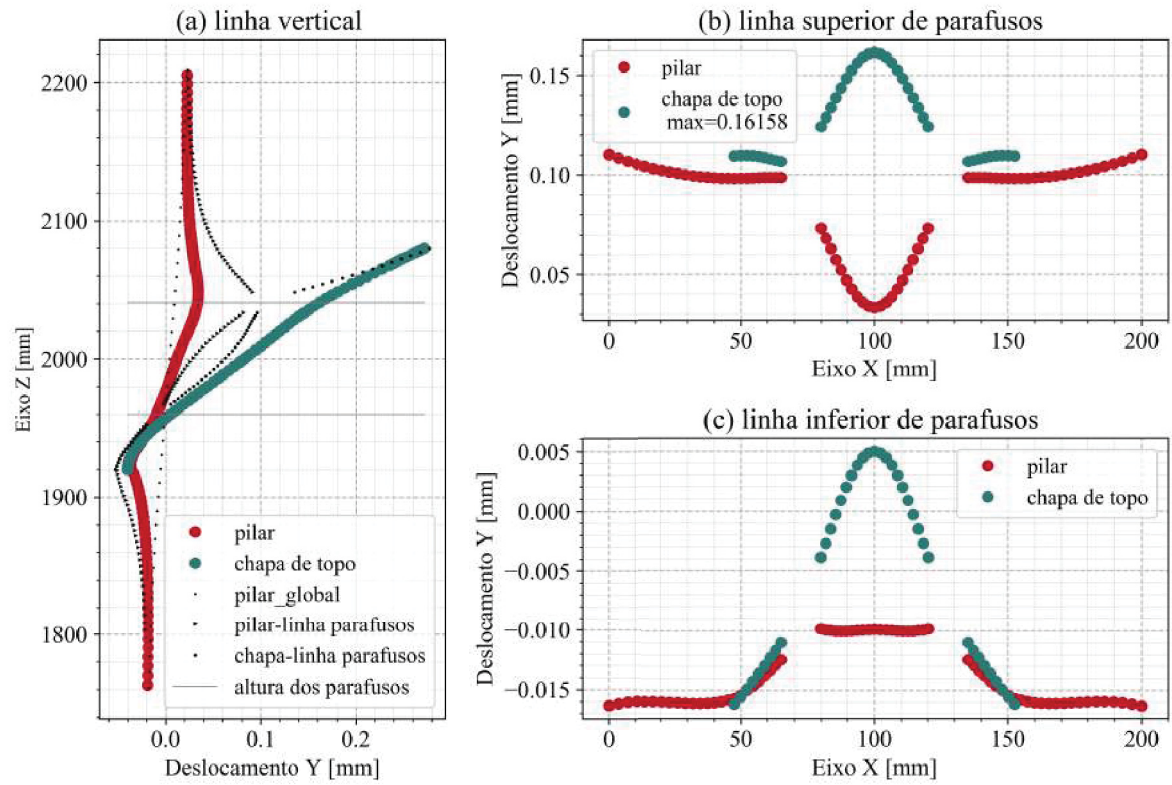 (a) linha vertical
2200
2100
2000
1900
1800
Eixo Z [mm]
0.0
0.1
0.2
Deslocamento Y [mm]
pilar
chapa de topo
pilar_global
pilar-linha parafusos
chapa-linha parafusos
altura dos parafusos
(b) linha superior de parafusos
0.15
0.10
0.05
Deslocamento Y [mm]
pilar
chapa de topo
max=0.16158
0
50
100
150
200
Eixo X [mm]
(c) linha inferior de parafusos
0.005
0.000
−0.005
−0.010
−0.015
Deslocamento Y [mm]
pilar
chapa de topo
0
50
100
150
200
Eixo X [mm]